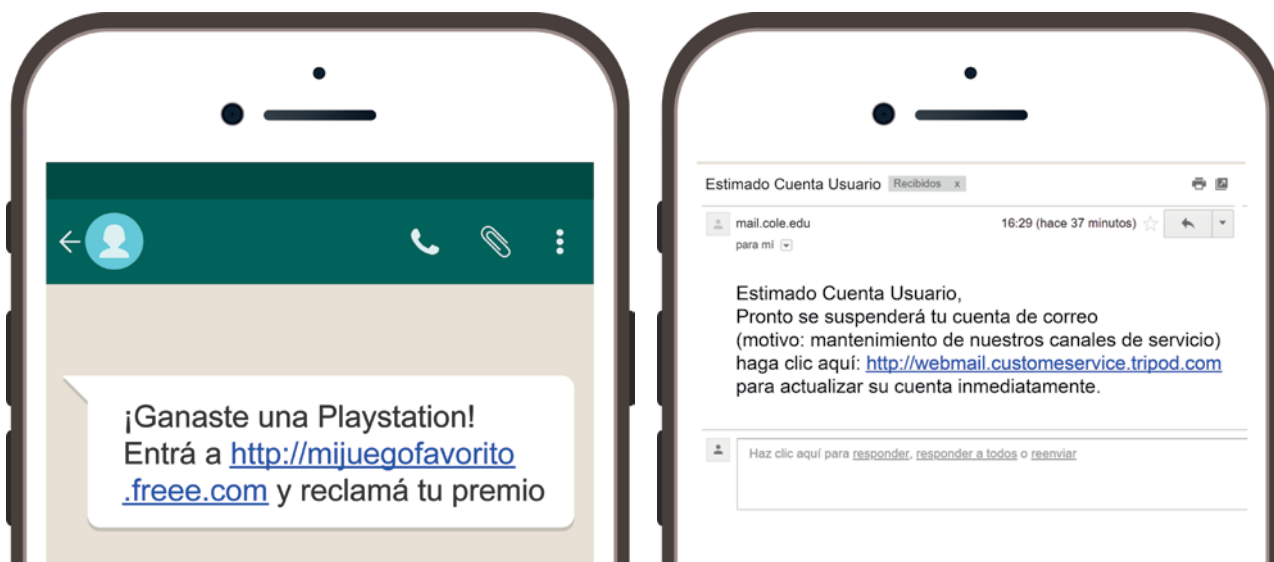 ¡Ganaste una Playstation!
Entrá a http://mijuegofavorito
.freee.com y reclamá tu premio
Estimado Cuenta Usuario Recibidos x
mail.cole.edu 16:29 (hace 37 minutos)
para mí
Estimado Cuenta Usuario,
Pronto se suspenderá tu cuenta de correo
(motivo: mantenimiento de nuestros canales de servicio)
haga clic aquí: http://webmail.customeservice.tripod.com
para actualizar su cuenta inmediatamente.
Haz clic aquí para responder, responder a todos o reenviar